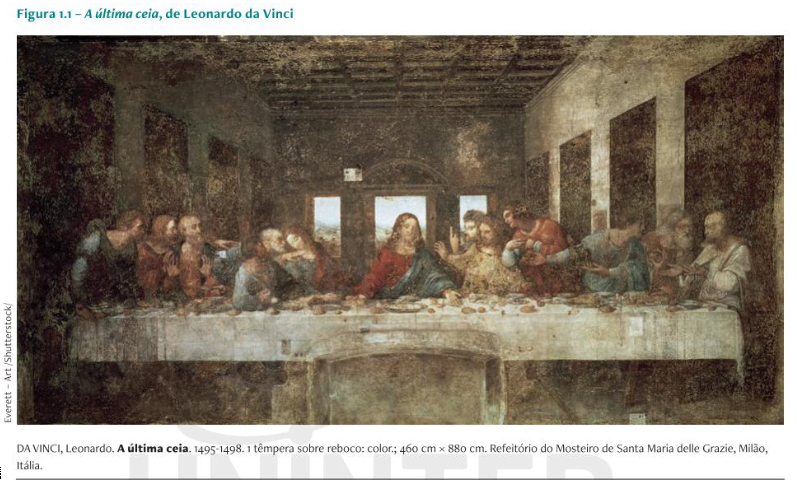 Figura 1.1 – A última ceia, de Leonardo da Vinci
Everett – Art /Shutterstock/
DA VINCI, Leonardo. A última ceia. 1495-1498. 1 têmpera sobre reboco: color.; 460 cm × 880 cm. Refeitório do Mosteiro de Santa Maria delle Grazie, Milão,
Itália.
UNINTER